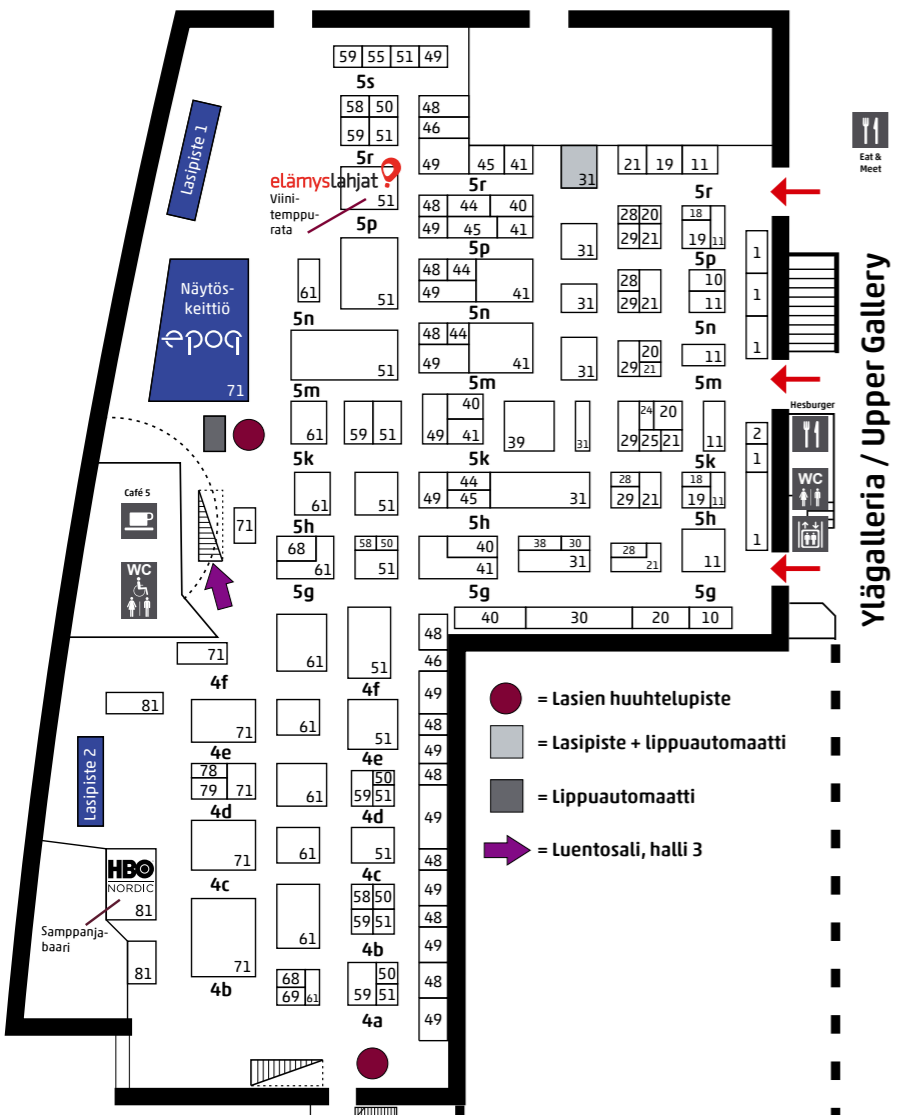 59 55 51 49
5s
58 50
59 51
48
46
49 45 41
5r
5r
31
21 19 11
5r
Eat &
Meet
Lasipiste 1
elämyslahjat
Viini-
temppu-
rata
51
5p
48 44 40
49 45 41
5p
28 20
29 21
18
19 11
5p
31
1
1
1
61
51
5n
48 44
49 41
5n
31
28
29 21
10
11
5n
Näytös-
keittiö
bode
71
51
5m
48 44
49 41
5m
31
20
29 21
11
5m
Ylägalleria / Upper Gallery
Hesburger
61
59 51
5k
40
49 41
5k
39
31
24 20
29 25 21
11
5k
2
1
1
WC
Café 5
WC
71
61
51
5h
44
49 45 31
5h
28
29 21
18
19 11
5h
68
61
58 50
51
5g
40
41
5g
38 30
31
28
21
11
5g
40 30 20 10
71
61
51
4f
4f
48
46
49
48
49
48
49
48
49
48
49
48
49
81
71
61
51
4e
4e
Lasipiste 2
78
79 71
61
50
59 51
4d
4d
71
61
51
4c
4c
HBO
NORDIC
81
Samppanja-
baari
81
71
61
58 50
59 51
4b
4b
68
69 61
50
59 51
4a
= Lasien huuhtelupiste
= Lasipiste + lippuautomaatti
= Lippuautomaatti
= Luentosali, halli 3